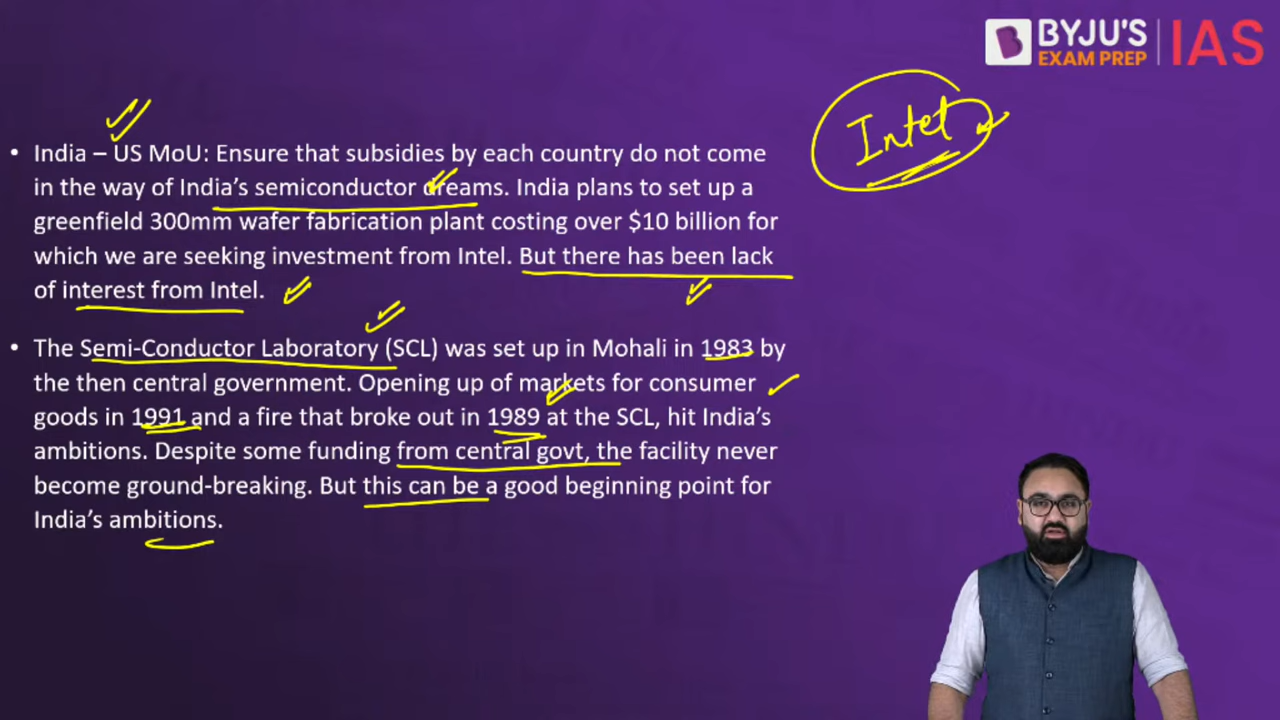 BYJU'S
EXAM PREP
IAS
Intel
• India – US MoU: Ensure that subsidies by each country do not come
in the way of India's semiconductor dreams. India plans to set up a
greenfield 300mm wafer fabrication plant costing over $10 billion for
which we are seeking investment from Intel. But there has been lack
of interest from Intel.
• The Semi-Conductor Laboratory (SCL) was set up in Mohali in 1983 by
the then central government. Opening up of markets for consumer
goods in 1991 and a fire that broke out in 1989 at the SCL, hit India's
ambitions. Despite some funding from central govt, the facility never
become ground-breaking. But this can be a good beginning point for
India's ambitions.